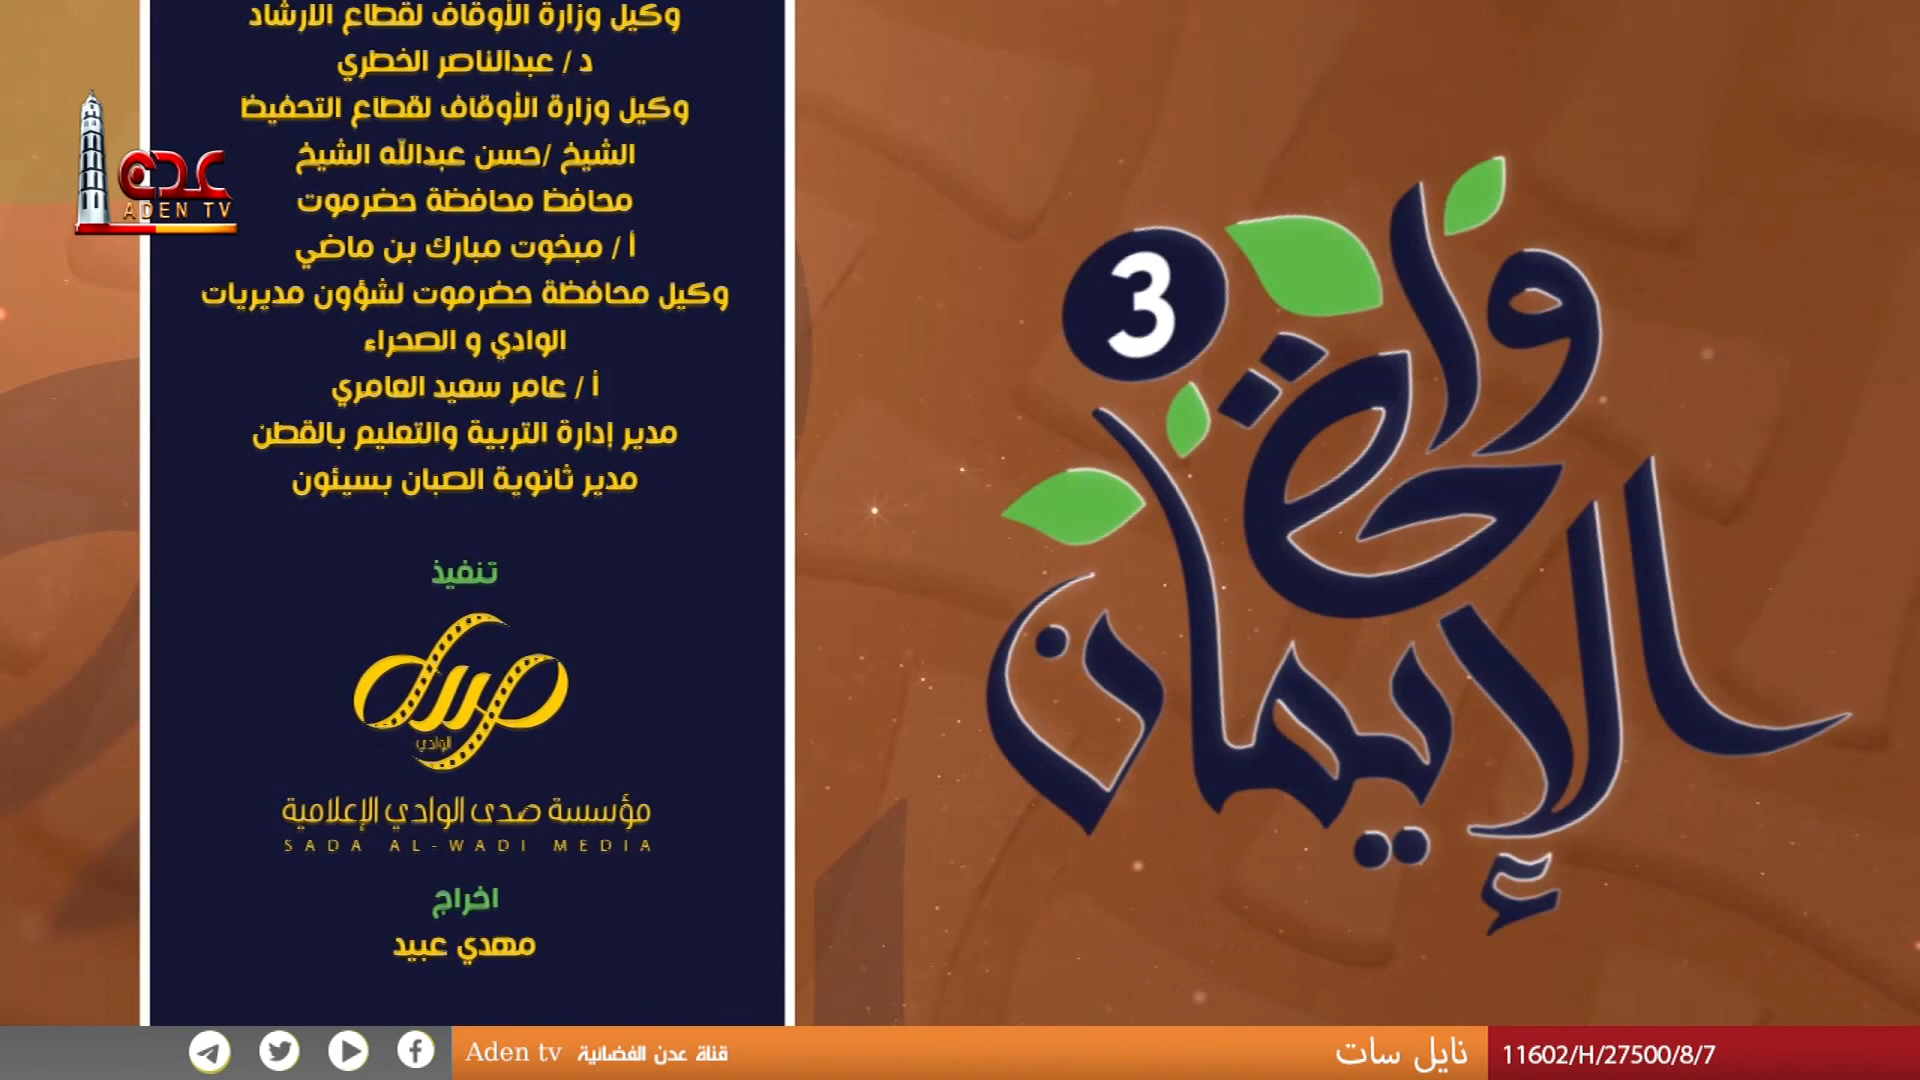 وكيل وزارة الأوقاف لقطاع الارشاد
د / عبدالناصر الخطري
وكيل وزارة الأوقاف لقطاع التحفيظ
الشيخ /حسن عبدالله الشيخ
محافظ محافظة حضرموت
أ / مبخوت مبارك بن ماضي
وكيل محافظة حضرموت لشؤون مديريات
الوادي و الصحراء
أ / عامر سعيد العامري
مدير إدارة التربية والتعليم بالقطن
مدير ثانوية الصبان بسيئون
تنفيذ
صدى
الوادي
مؤسسة صدى الوادي الإعلامية
SADA AL-WADI MEDIA
اخراج
مهدي عبيد
عدن
ADEN TV
واحة
الإيمان
3
Aden tv قناة عدن الفضائية
نايل سات
11602/H/27500/8/7